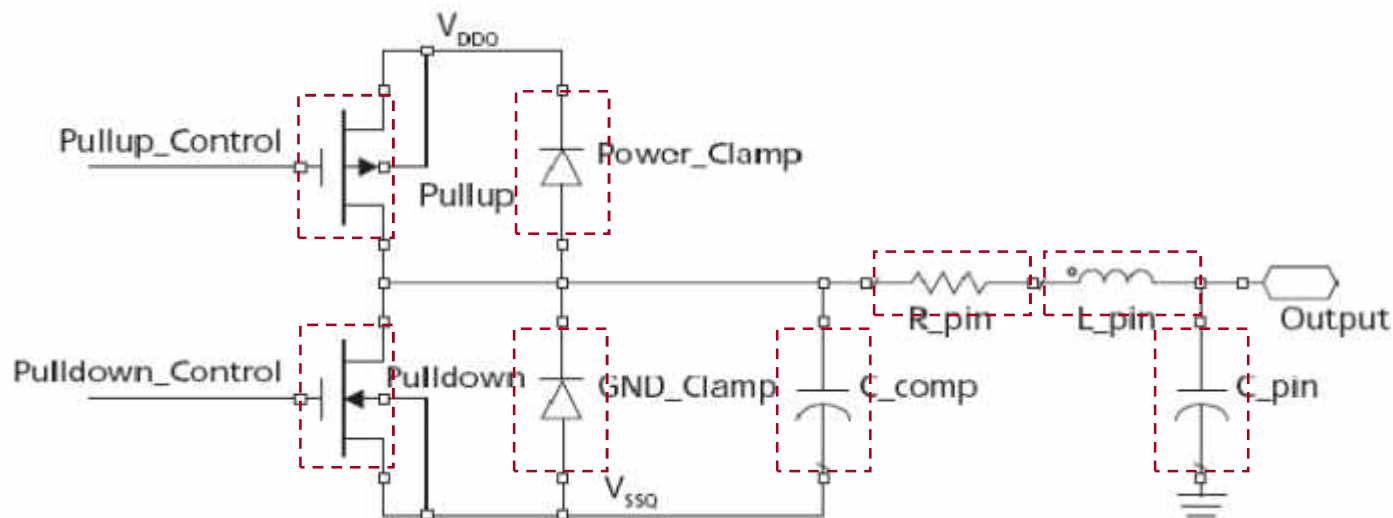 VDDQ
Pullup_Control
Power_Clamp
Pullup
R_pin
L_pin
Output
Pulldown_Control
Pulldown
GND_Clamp
C_comp
C_pin
VSSQ